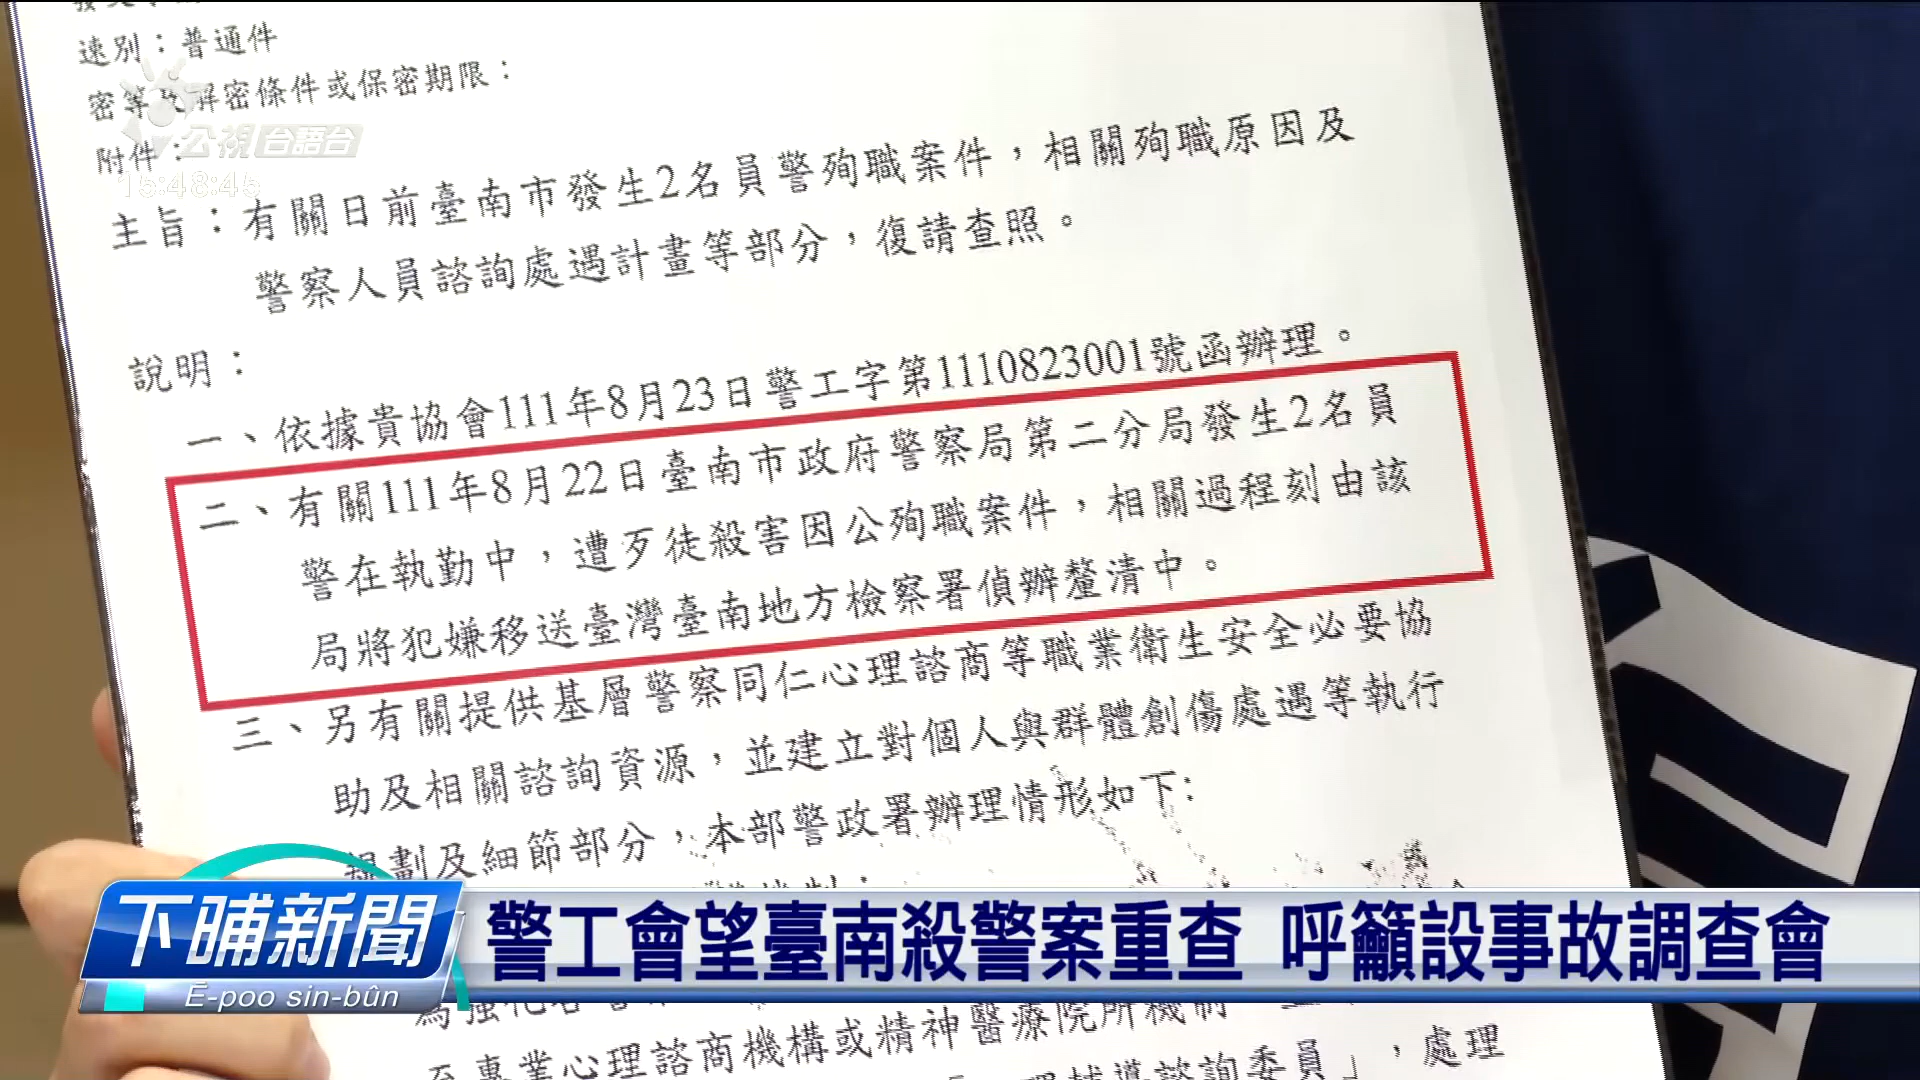 速別：普通件
密等及解密條件或保密期限：
附件：
公視台語台
15:48:45
主旨：有關日前臺南市發生2名員警殉職案件，相關殉職原因及
警察人員諮詢處遇計畫等部分，復請查照。
說明：
一、依據貴協會111年8月23日警工字第1110823001號函辦理。
二、有關111年8月22日臺南市政府警察局第二分局發生2名員
警在執勤中，遭歹徒殺害因公殉職案件，相關過程刻由該
局將犯嫌移送臺灣臺南地方檢察署偵辦釐清中。
三、另有關提供基層警察同仁心理諮商等職業衛生安全必要協
助及相關諮詢資源，並建立對個人與群體創傷處遇等執行
規劃及細節部分，本部警政署辦理情形如下：
下晡新聞
E-poo sin-bûn
警工會望臺南殺警案重查 呼籲設事故調查會
為強化各警
至專業心理諮商機構或精神醫療院所機制
諮詢委員」，處理